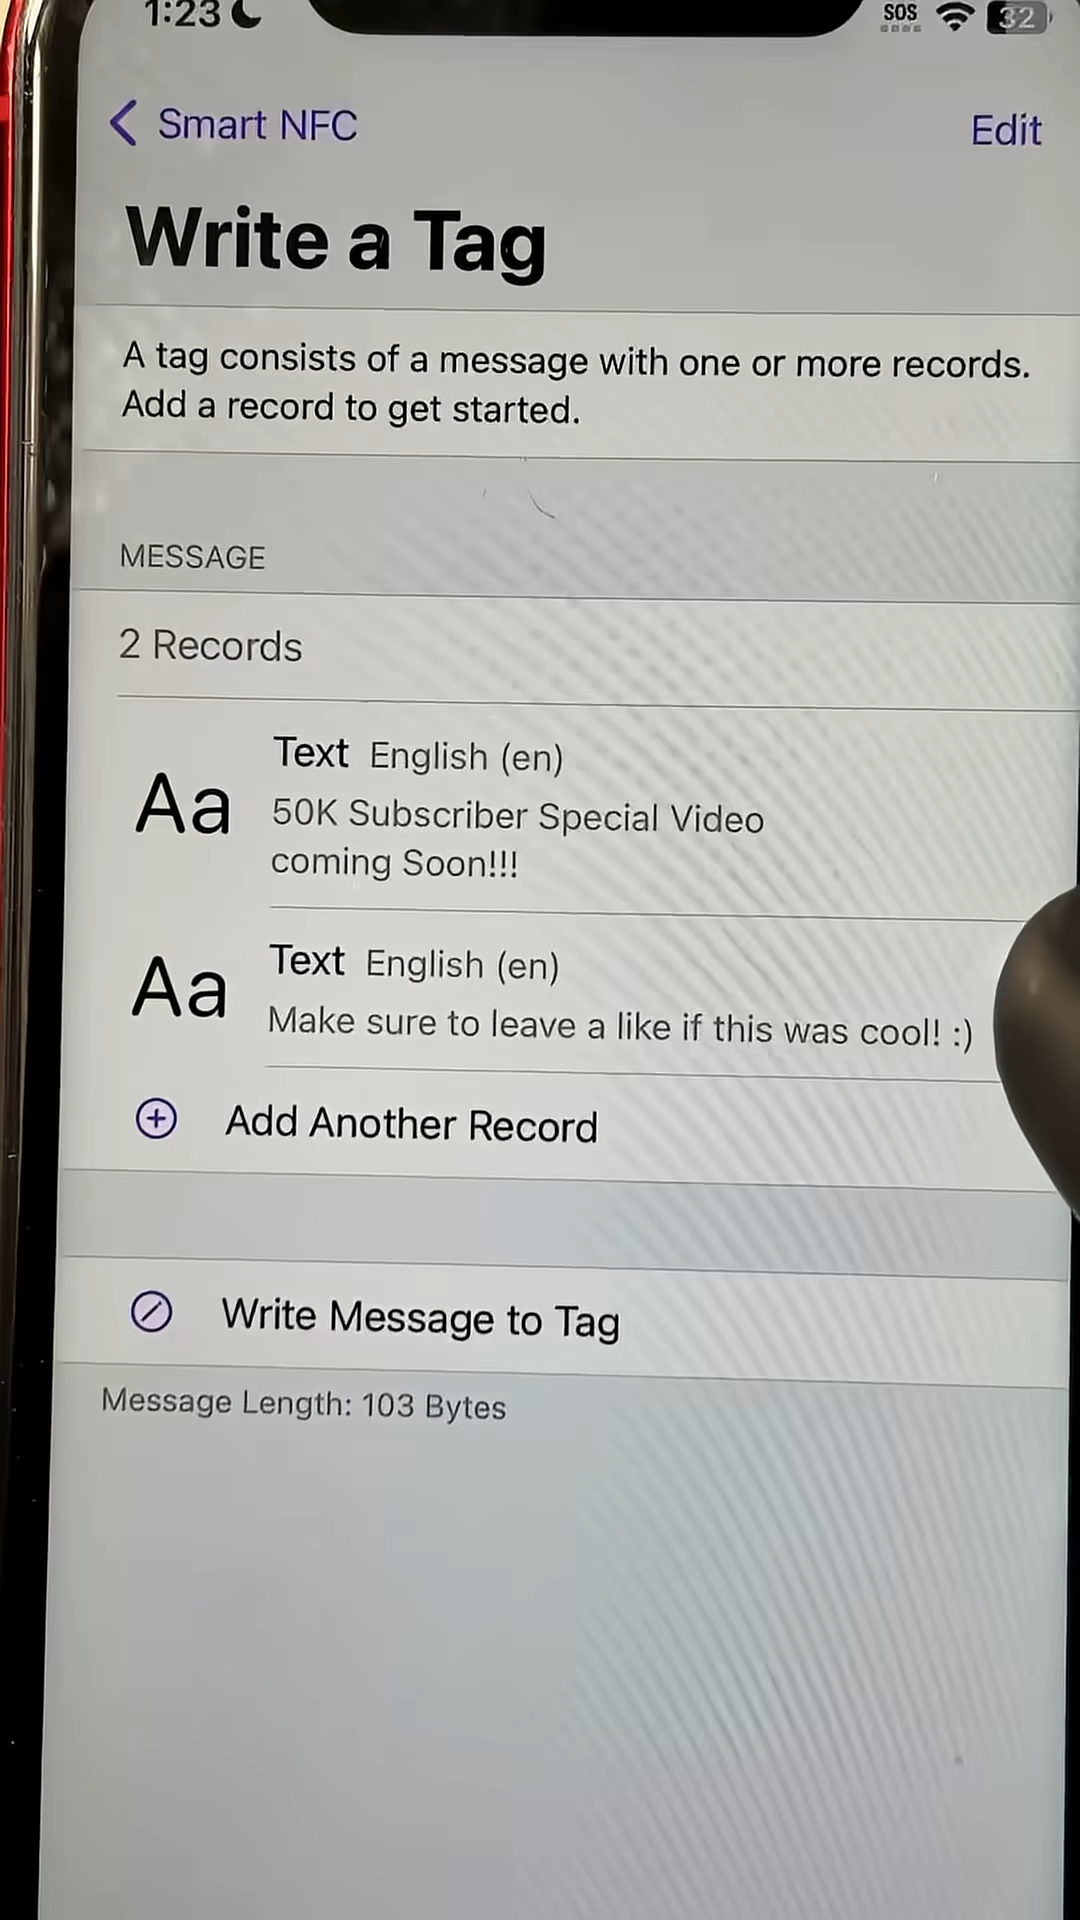 1:23
SOS
32
Smart NFC
Edit
Write a Tag
A tag consists of a message with one or more records.
Add a record to get started.
MESSAGE
2 Records
Aa
Text English (en)
50K Subscriber Special Video
coming Soon!!!
Aa
Text English (en)
Make sure to leave a like if this was cool! :)
Add Another Record
Write Message to Tag
Message Length: 103 Bytes